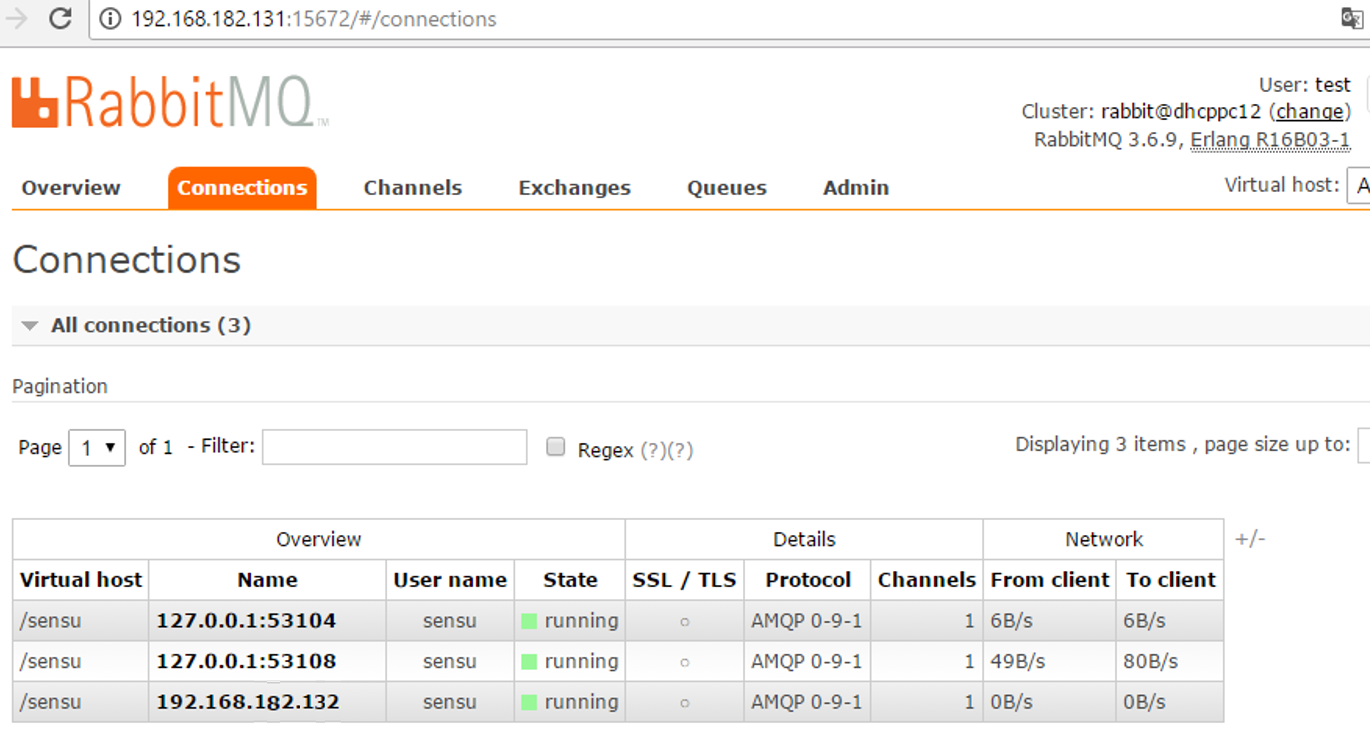 192.168.182.131:15672/#/connections
RabbitMQ™
User: test
Cluster: rabbit@dhcppc12 (change)
RabbitMQ 3.6.9, Erlang R16B03-1
Overview Connections Channels Exchanges Queues Admin Virtual host: A
Connections
All connections (3)
Pagination
Page 1 of 1 - Filter: Regex (?)(?) Displaying 3 items , page size up to:
Overview Details Network +/-
Virtual host Name User name State SSL / TLS Protocol Channels From client To client
/sensu 127.0.0.1:53104 sensu running ○ AMQP 0-9-1 1 6B/s 6B/s
/sensu 127.0.0.1:53108 sensu running ○ AMQP 0-9-1 1 49B/s 80B/s
/sensu 192.168.182.132 sensu running ○ AMQP 0-9-1 1 0B/s 0B/s